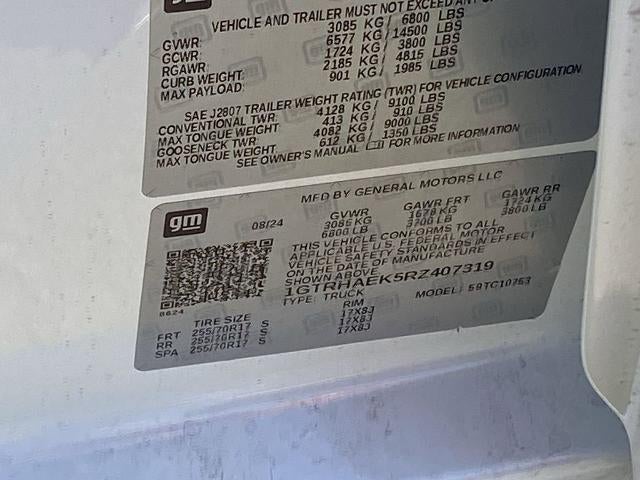 VEHICLE AND TRAILER MUST NOT EXCEED ANY OF
GVWR: 3085 KG / 6800 LBS
GCWR: 6577 KG / 14500 LBS
RGAWR: 1724 KG / 3800 LBS
CURB WEIGHT: 2185 KG / 4815 LBS
MAX PAYLOAD: 901 KG / 1985 LBS
SAE J2807 TRAILER WEIGHT RATING (TWR) FOR VEHICLE CONFIGURATION
CONVENTIONAL TWR: 4128 KG / 9100 LBS
MAX TONGUE WEIGHT: 413 KG / 910 LBS
GOOSENECK TWR: 4082 KG / 9000 LBS
MAX TONGUE WEIGHT: 612 KG / 1350 LBS
SEE OWNER'S MANUAL FOR MORE INFORMATION
MFD BY GENERAL MOTORS LLC
gm 08/24 GVWR GAWR FRT GAWR RR
3085 KG 1678 KG 1724 KG
6800 LB 3700 LB 3800 LB
THIS VEHICLE CONFORMS TO ALL
APPLICABLE U.S. FEDERAL MOTOR
VEHICLE SAFETY STANDARDS IN EFFECT
ON THE DATE OF MANUFACTURE
SHOWN ABOVE.
1GTRHAEK5RZ407319
TYPE: TRUCK MODEL:
0624
TIRE SIZE RIM
FRT 255/70R17 S 17X8J
RR 255/70R17 S 17X8J
SPA 255/70R17 S 17X8J